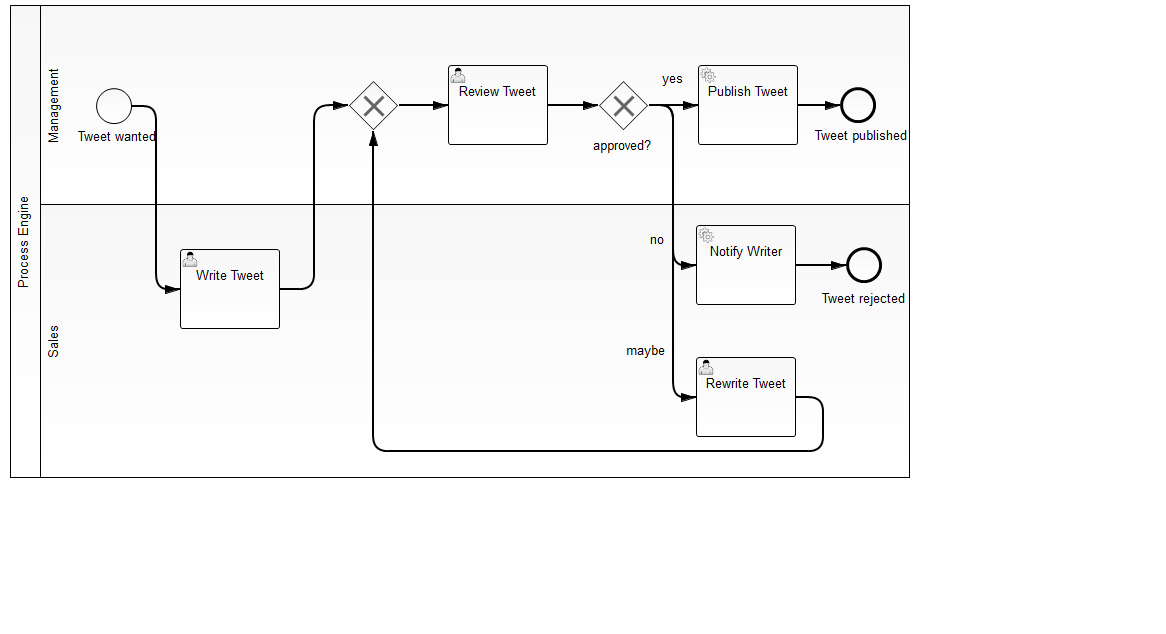 Process Engine
Management
Tweet wanted
Review Tweet
approved?
yes
Publish Tweet
Tweet published
Sales
Write Tweet
no
Notify Writer
Tweet rejected
maybe
Rewrite Tweet